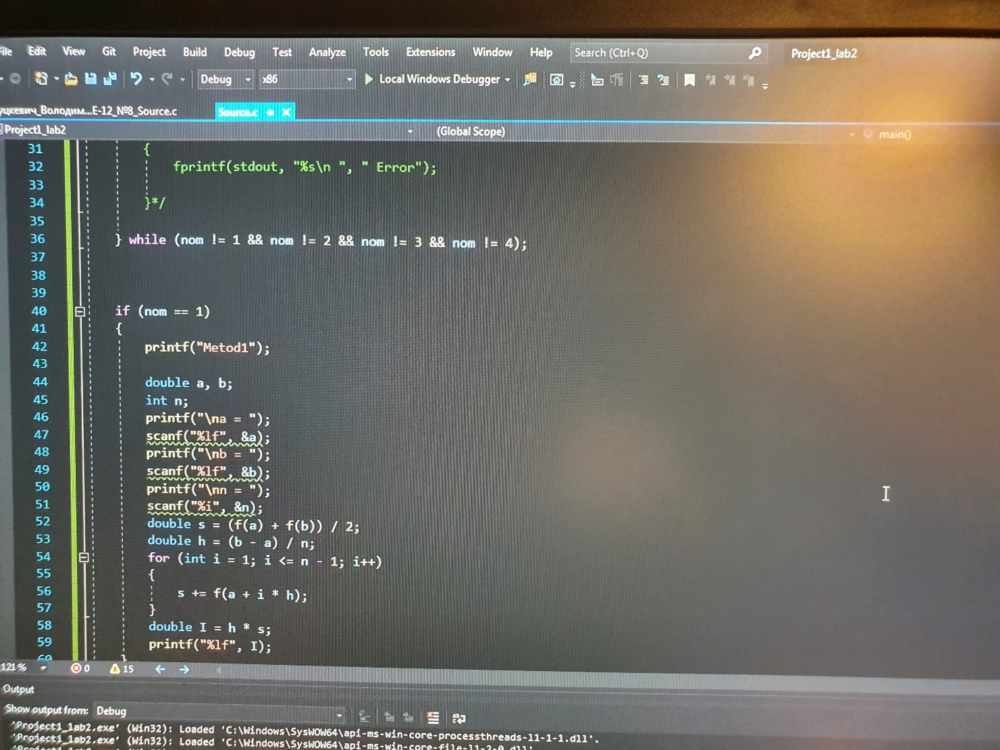 File Edit View Git Project Build Debug Test Analyze Tools Extensions Window Help Search (Ctrl+Q) Project1_lab2
Debug x86 Local Windows Debugger
уцкевич_Володим...Е-12_№8_Source.c Source.c
Project1_lab2 (Global Scope) main()
31 {
32 fprintf(stdout, "%s\n ", " Error");
33
34 }*/
35
36 } while (nom != 1 && nom != 2 && nom != 3 && nom != 4);
37
38
39
40 if (nom == 1)
41 {
42 printf("Metod1");
43
44 double a, b;
45 int n;
46 printf("\na = ");
47 scanf("%lf", &a);
48 printf("\nb = ");
49 scanf("%lf", &b);
50 printf("\nn = ");
51 scanf("%i", &n);
52 double s = (f(a) + f(b)) / 2;
53 double h = (b - a) / n;
54 for (int i = 1; i <= n - 1; i++)
55 {
56 s += f(a + i * h);
57 }
58 double I = h * s;
59 printf("%lf", I);
60 }
121 % 0 15
Output
Show output from: Debug
'Project1_lab2.exe' (Win32): Loaded 'C:\Windows\SysWOW64\api-ms-win-core-processthreads-l1-1-1.dll'.
'Project1_lab2.exe' (Win32): Loaded 'C:\Windows\SysWOW64\api-ms-win-core-file-l1-2-0.dll'.